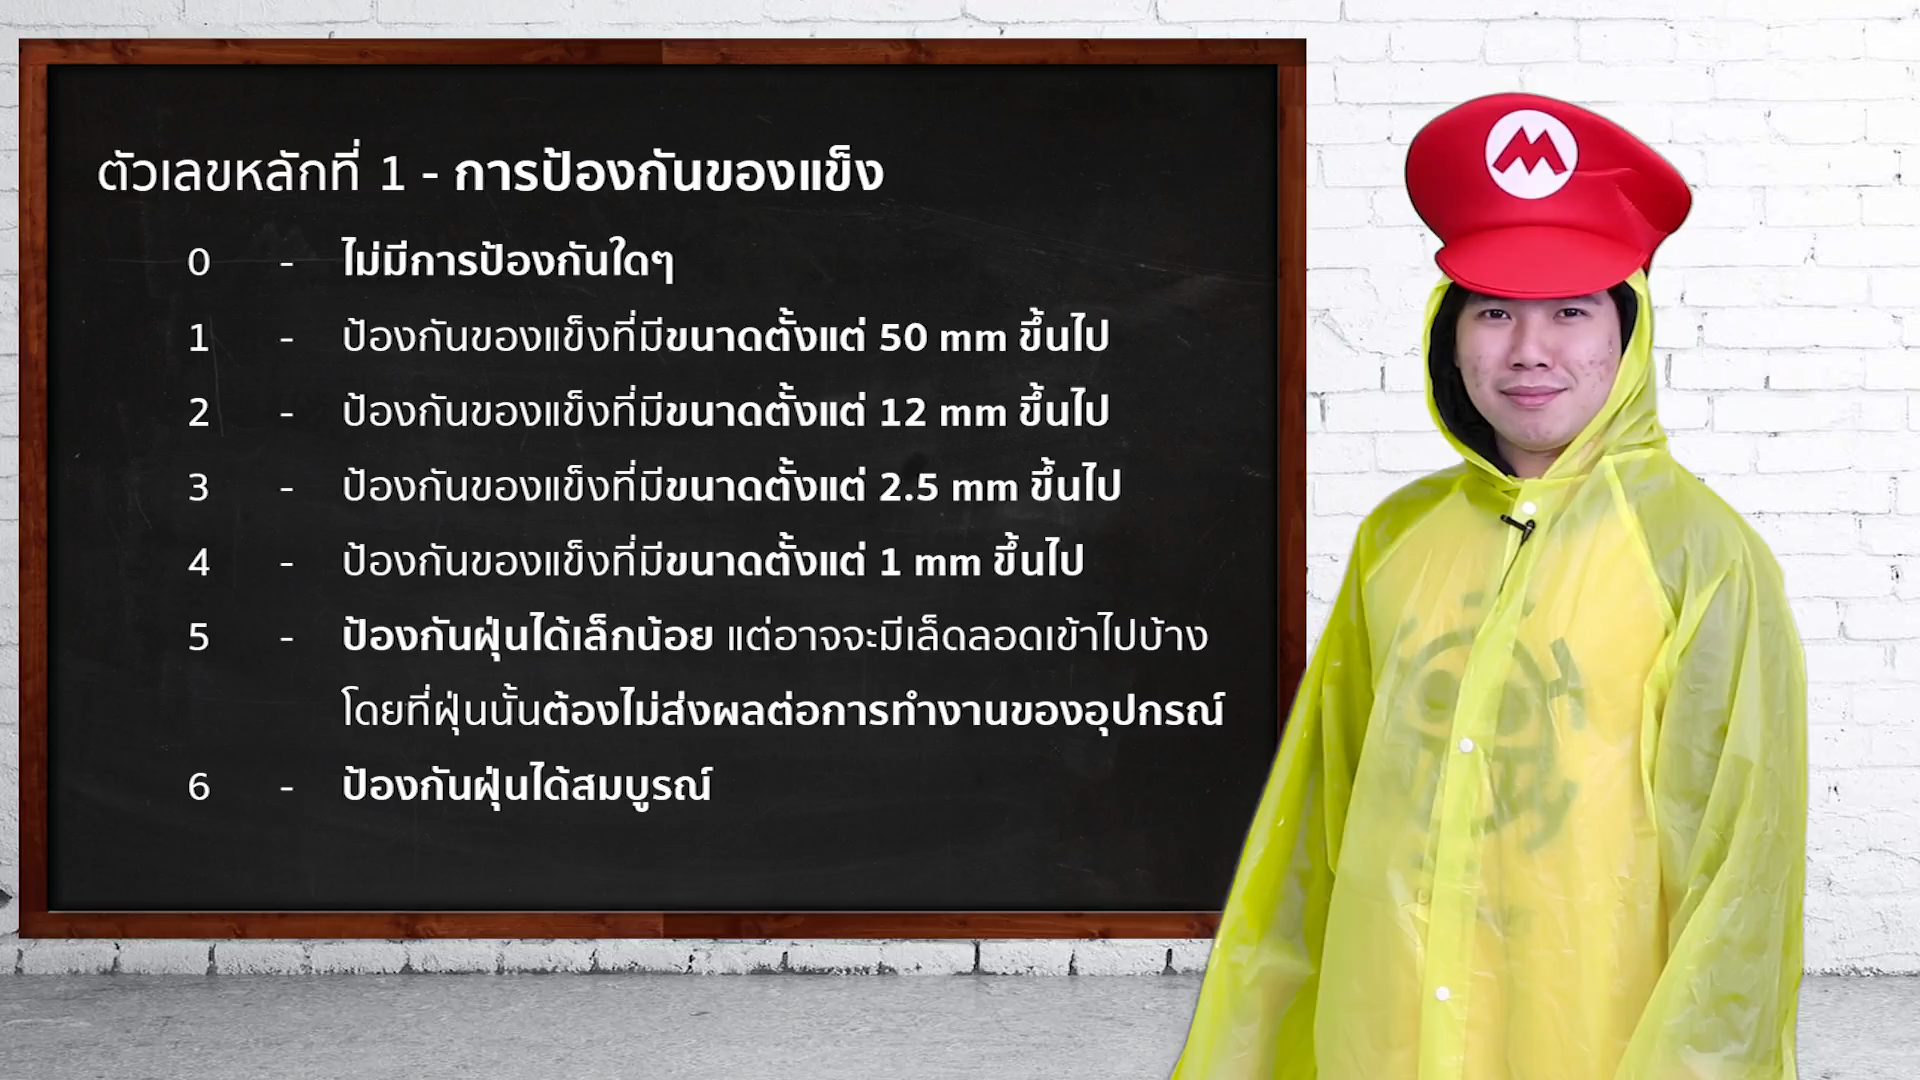 ตัวเลขหลักที่ 1 - การป้องกันของแข็ง
0 - ไม่มีการป้องกันใดๆ
1 - ป้องกันของแข็งที่มีขนาดตั้งแต่ 50 mm ขึ้นไป
2 - ป้องกันของแข็งที่มีขนาดตั้งแต่ 12 mm ขึ้นไป
3 - ป้องกันของแข็งที่มีขนาดตั้งแต่ 2.5 mm ขึ้นไป
4 - ป้องกันของแข็งที่มีขนาดตั้งแต่ 1 mm ขึ้นไป
5 - ป้องกันฝุ่นได้เล็กน้อย แต่อาจจะมีเล็ดลอดเข้าไปบ้าง
โดยที่ฝุ่นนั้นต้องไม่ส่งผลต่อการทำงานของอุปกรณ์
6 - ป้องกันฝุ่นได้สมบูรณ์
M